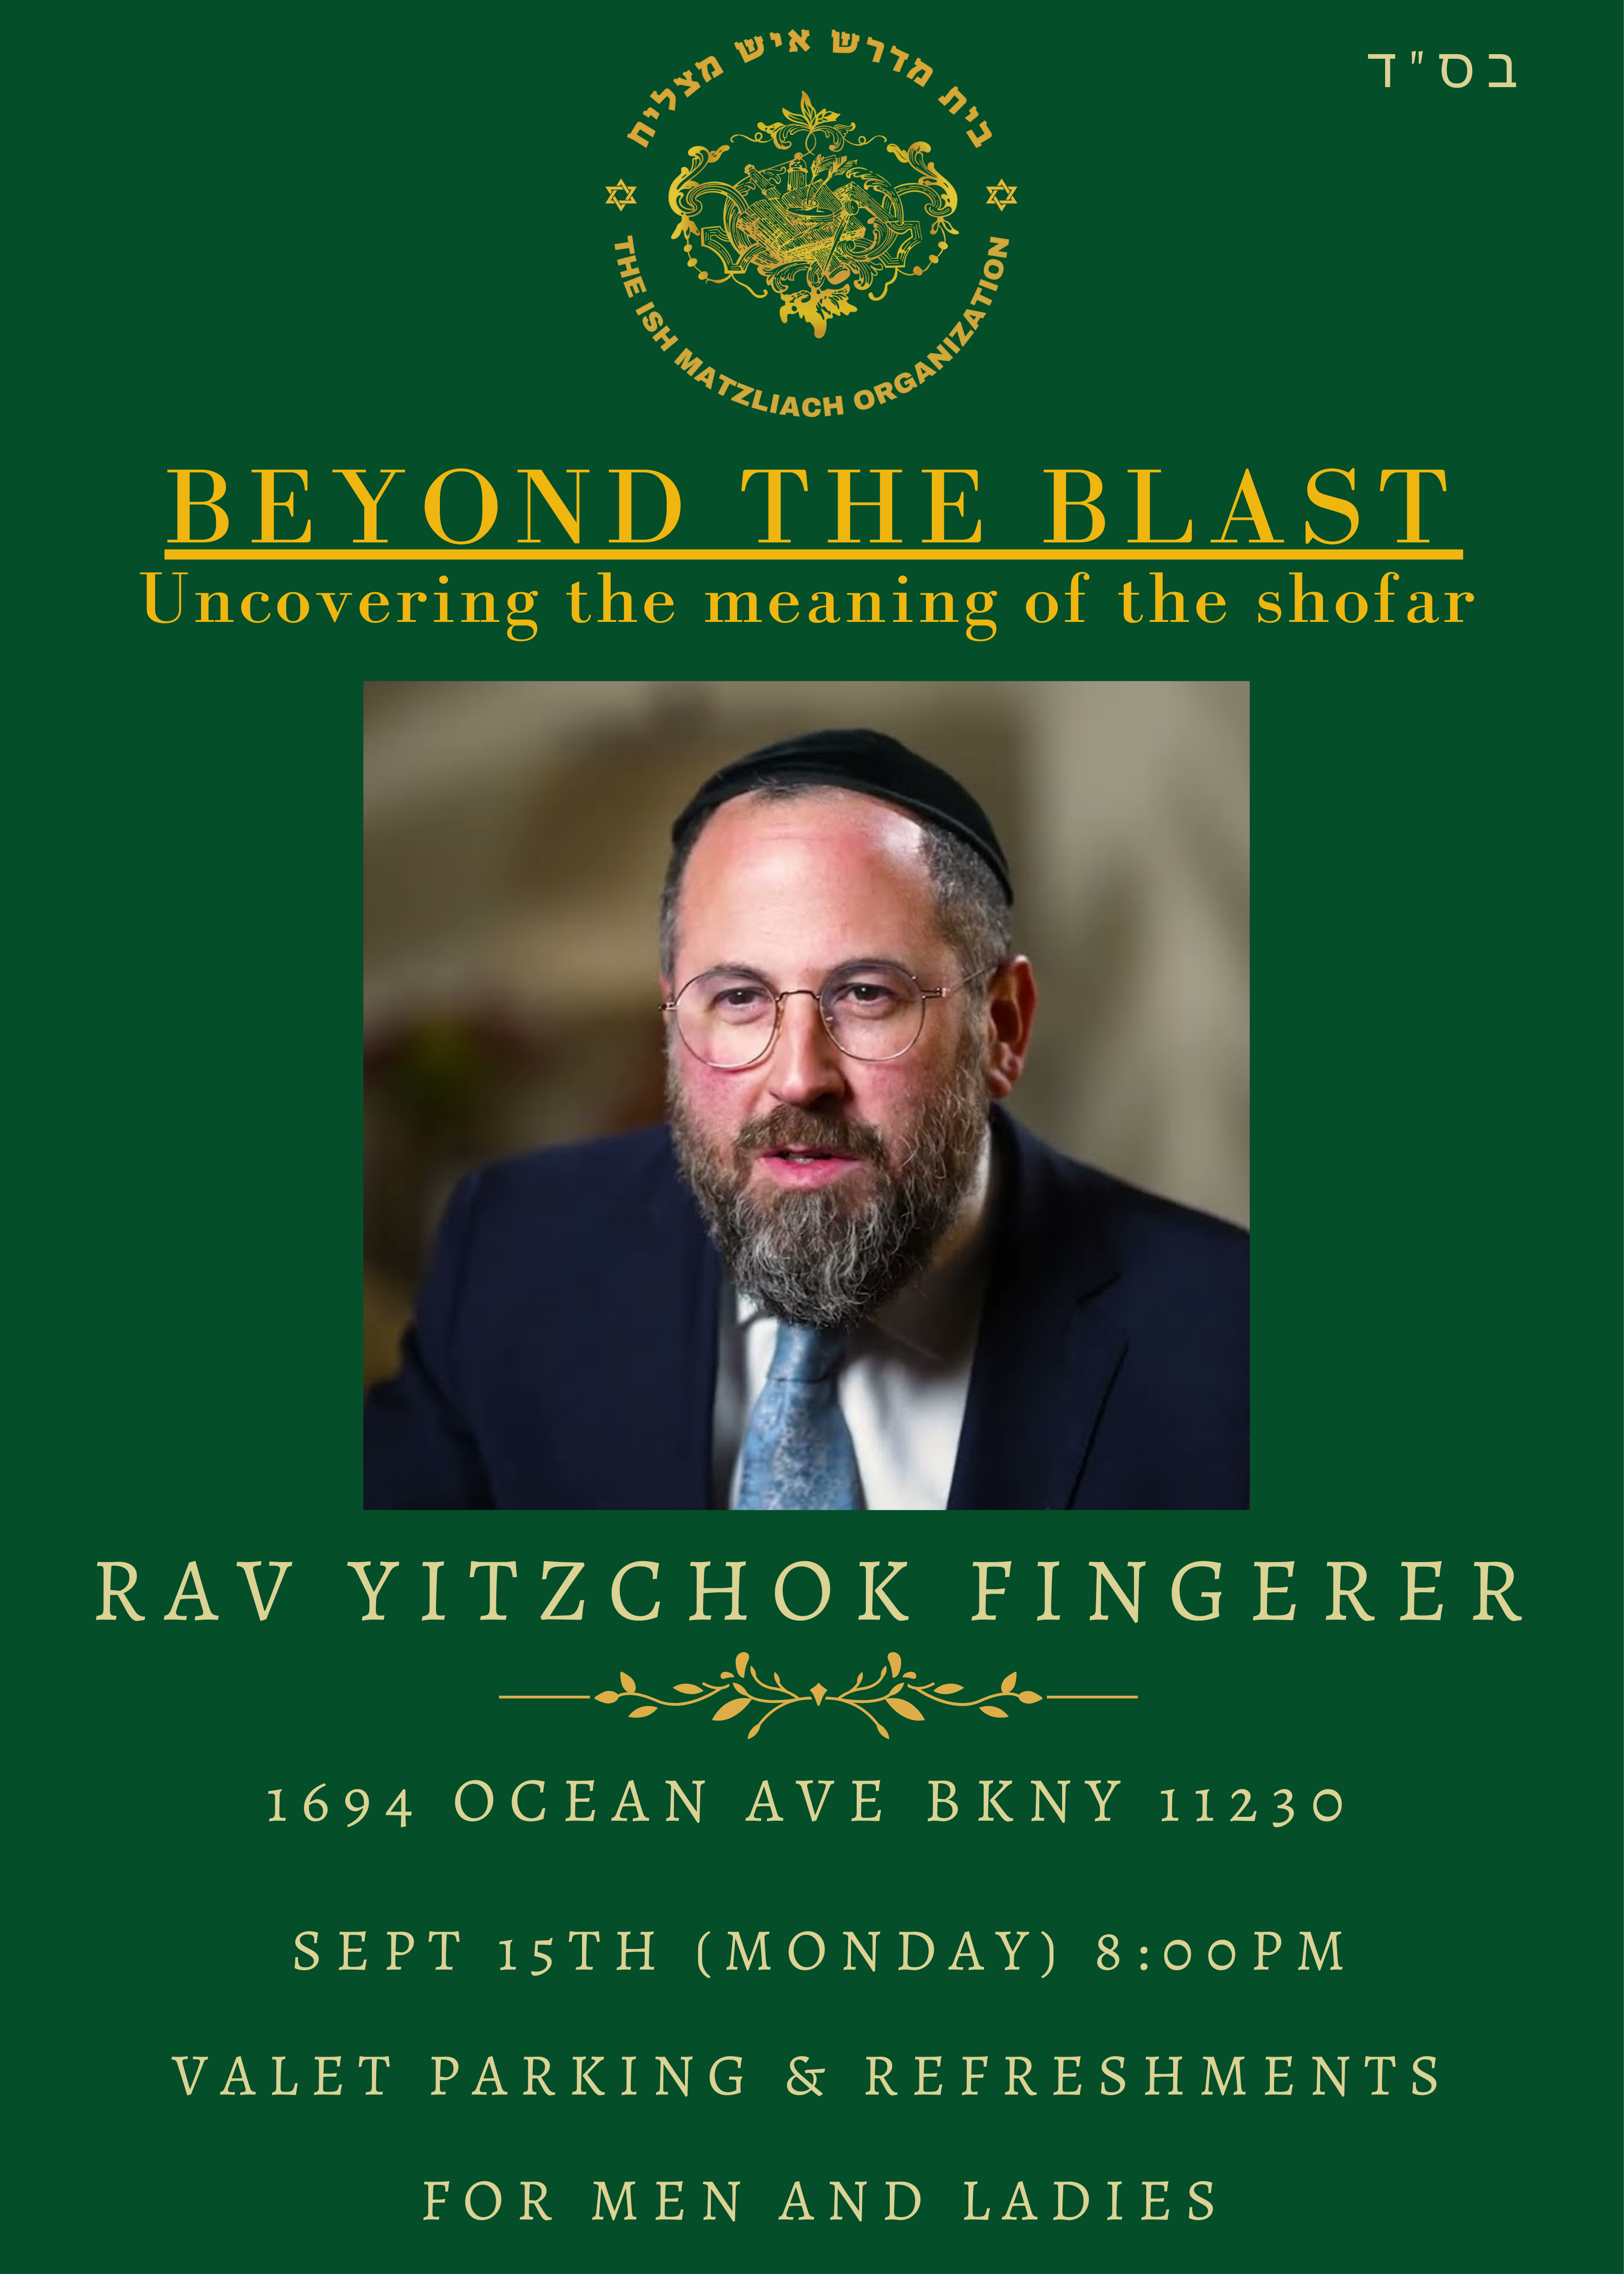 בס"ד
בית מדרש איש מצליח
THE ISH MATZLIACH ORGANIZATION
BEYOND THE BLAST
Uncovering the meaning of the shofar
RAV YITZCHOK FINGERER
1694 OCEAN AVE BKNY 11230
SEPT 15TH (MONDAY) 8:00PM
VALET PARKING & REFRESHMENTS
FOR MEN AND LADIES